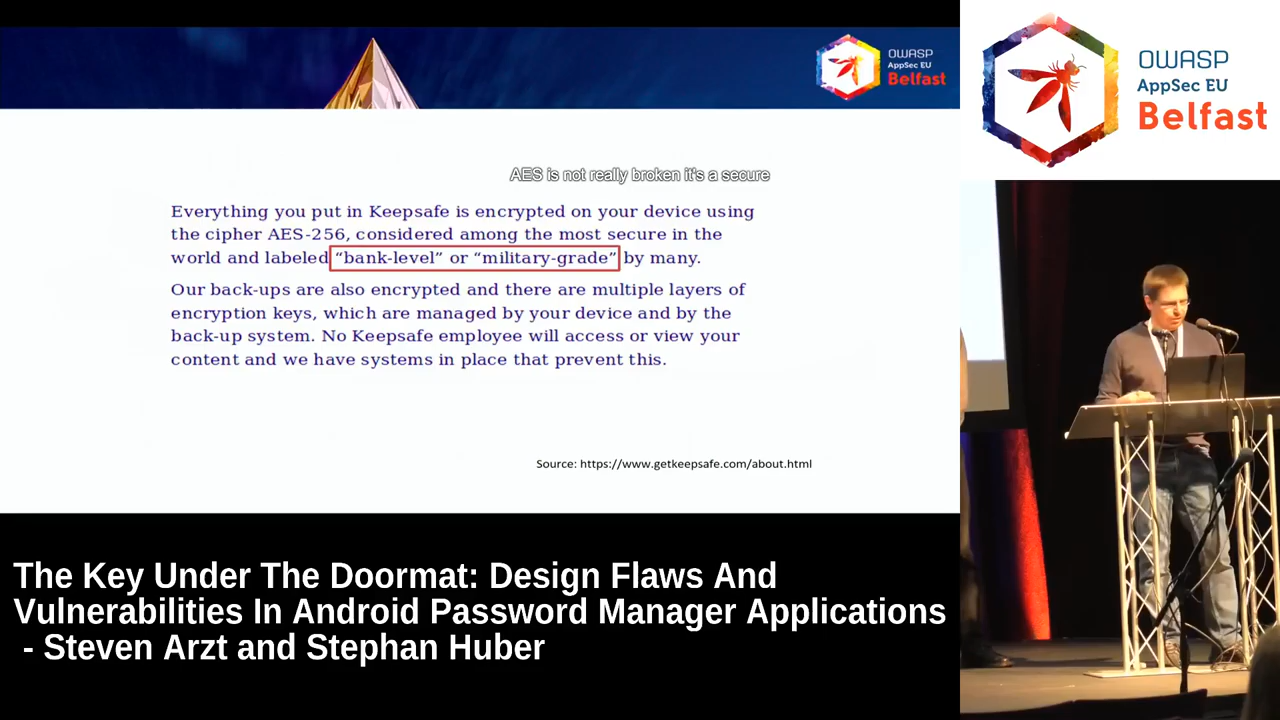 OWASP
AppSec EU
Belfast
OWASP
AppSec EU
Belfast
AES is not really broken it's a secure
Everything you put in Keepsafe is encrypted on your device using
the cipher AES-256, considered among the most secure in the
world and labeled “bank-level” or “military-grade” by many.
Our back-ups are also encrypted and there are multiple layers of
encryption keys, which are managed by your device and by the
back-up system. No Keepsafe employee will access or view your
content and we have systems in place that prevent this.
Source: https://www.getkeepsafe.com/about.html
The Key Under The Doormat: Design Flaws And
Vulnerabilities In Android Password Manager Applications
- Steven Arzt and Stephan Huber